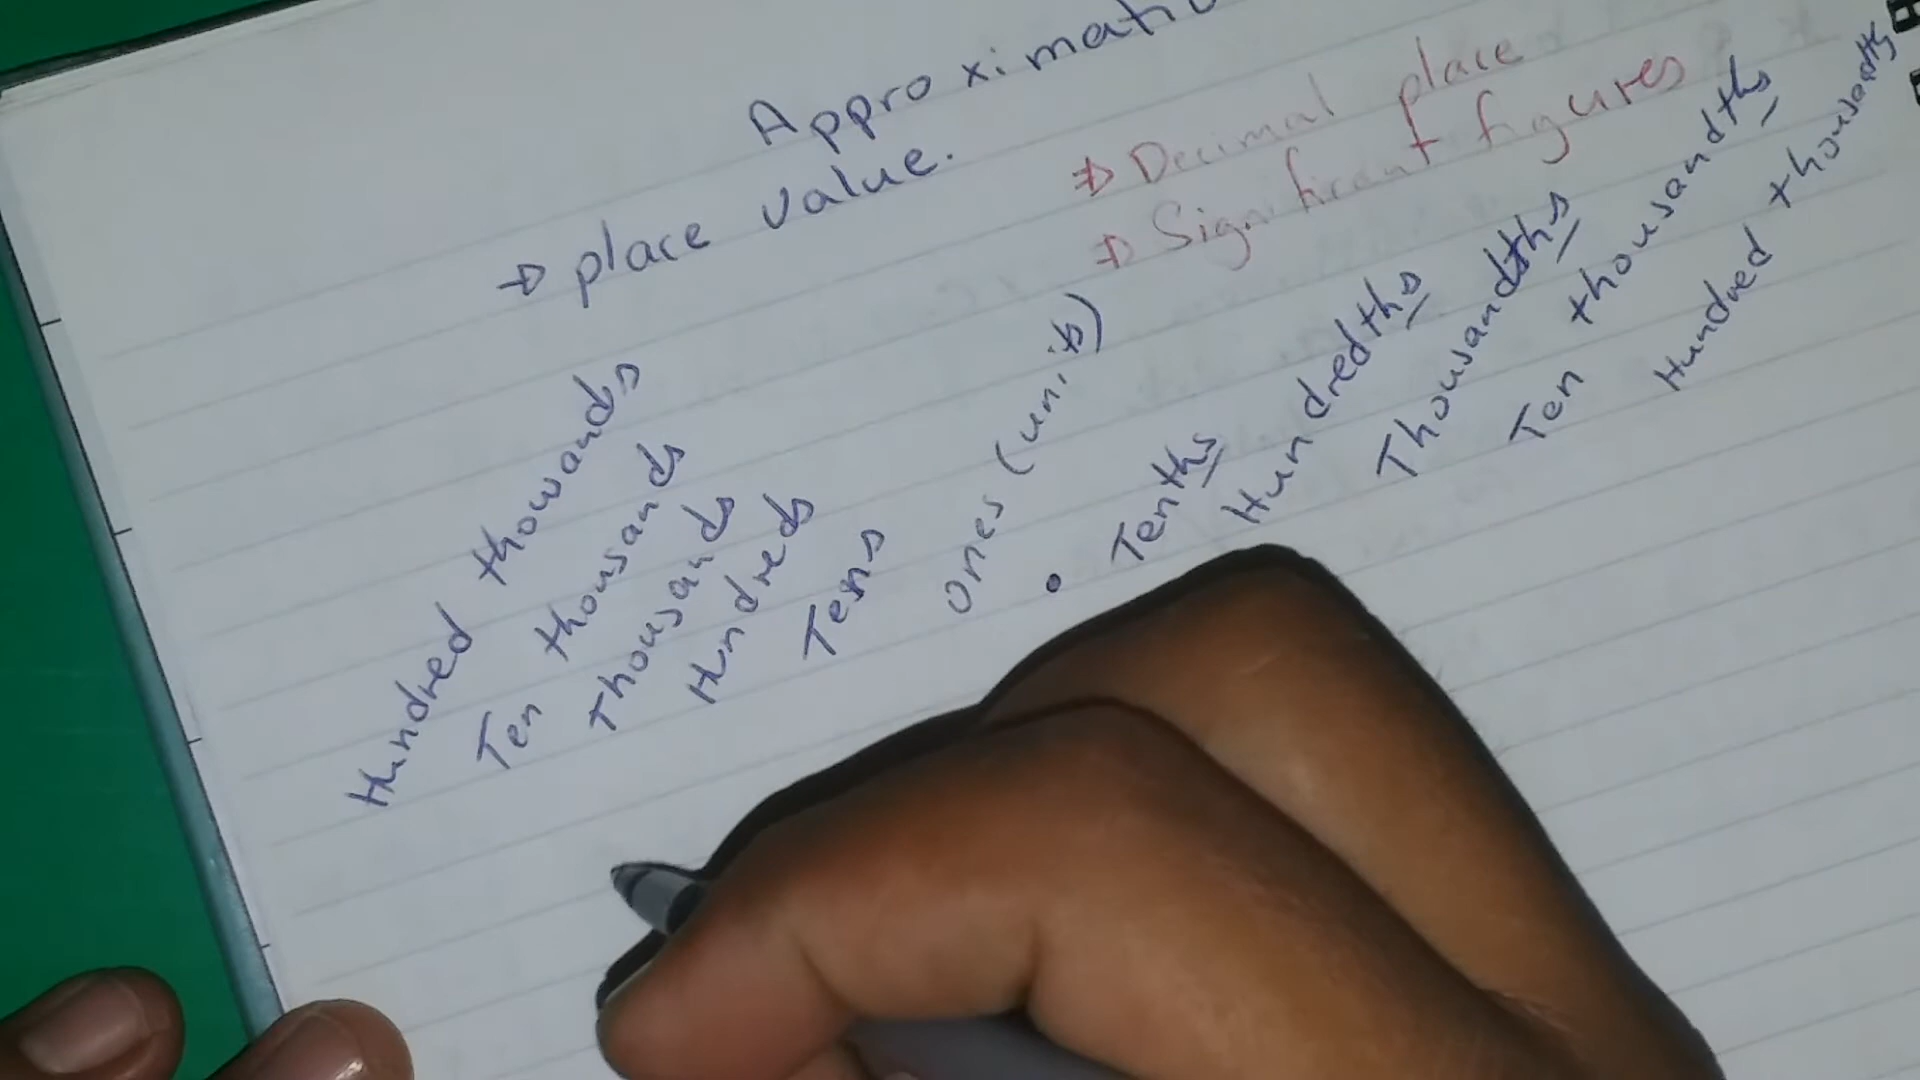 Approximatio
→ place value.
⇒ Decimal place
⇒ Significant figures
Hundred thousands
Ten thousands
Thousands
Hundreds
Tens
ones (units)
•
Tenths
Hundredths
Thousandths
Ten thousandths
Hundred thousandths